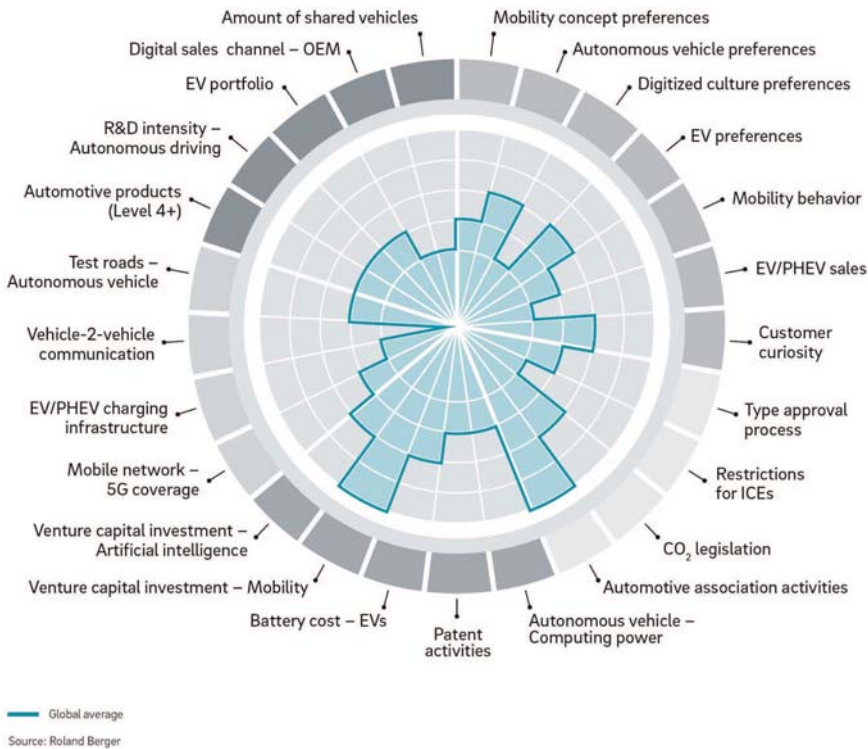 Amount of shared vehicles
Mobility concept preferences
Digital sales channel – OEM
Autonomous vehicle preferences
EV portfolio
Digitized culture preferences
R&D intensity –
Autonomous driving
EV preferences
Automotive products
(Level 4+)
Mobility behavior
Test roads –
Autonomous vehicle
EV/PHEV sales
Vehicle-2-vehicle
communication
Customer
curiosity
EV/PHEV charging
infrastructure
Type approval
process
Mobile network –
5G coverage
Restrictions
for ICEs
Venture capital investment –
Artificial intelligence
CO₂ legislation
Venture capital investment – Mobility
Automotive association activities
Battery cost – EVs
Patent
activities
Autonomous vehicle –
Computing power
Global average
Source: Roland Berger